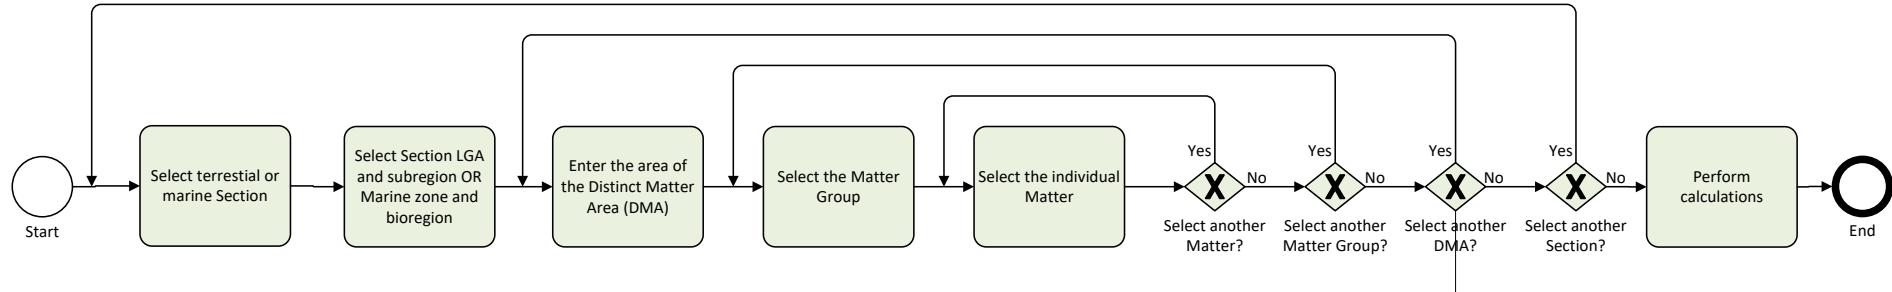 Start
Select terrestial or
marine Section
Select Section LGA
and subregion OR
Marine zone and
bioregion
Enter the area of
the Distinct Matter
Area (DMA)
Select the Matter
Group
Select the individual
Matter
Yes
No
Select another
Matter?
Yes
No
Select another
Matter Group?
Yes
No
Select another
DMA?
Yes
No
Select another
Section?
Perform
calculations
End